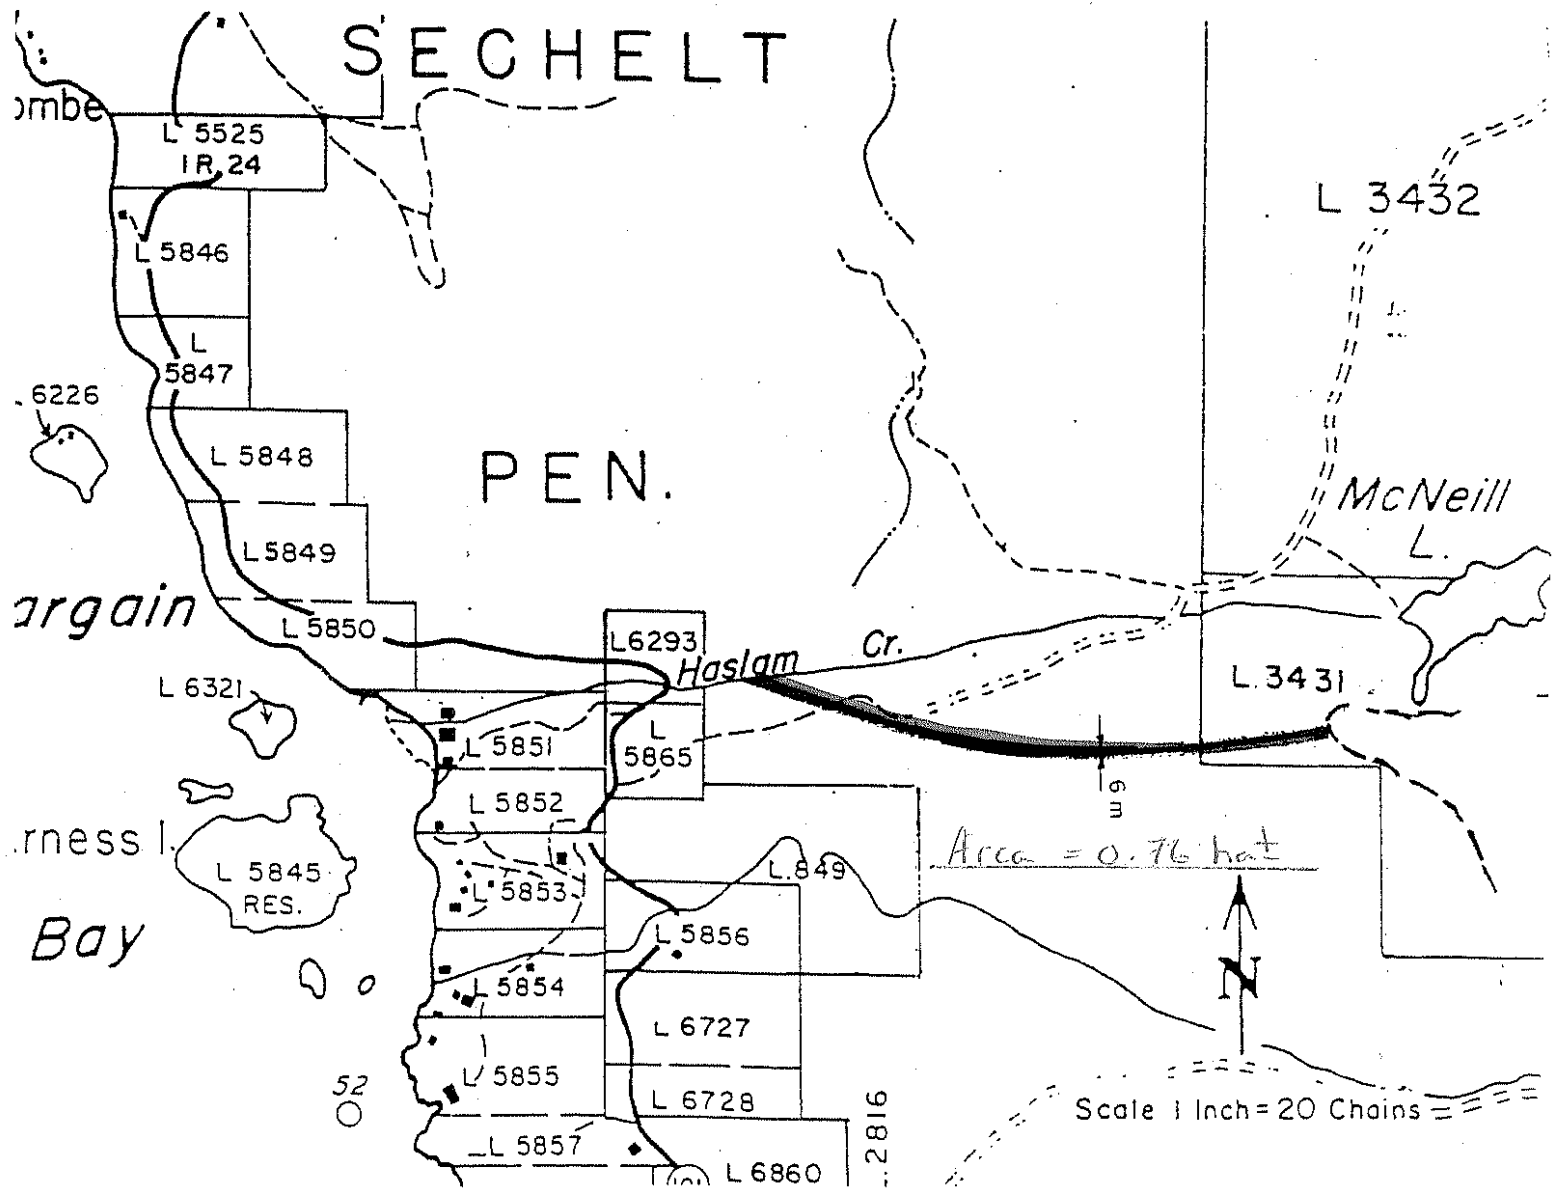 SECHELT
ombe
L 5525
I R 24
L 3432
L 5846
L
5847
6226
L 5848
PEN.
McNeill
L.
L 5849
argain
L 5850
L6293
Haslam Cr.
L 6321
L. 3431
L 5851
L
5865
6 m
L 5852
rness I.
Area = 0.76 ha±
L 5845
RES.
L 5853
L.849
Bay
L 5856
L 5854
N
L 6727
52
L 5855
L 6728
Scale 1 Inch = 20 Chains
2816
L 5857
L 6860
101